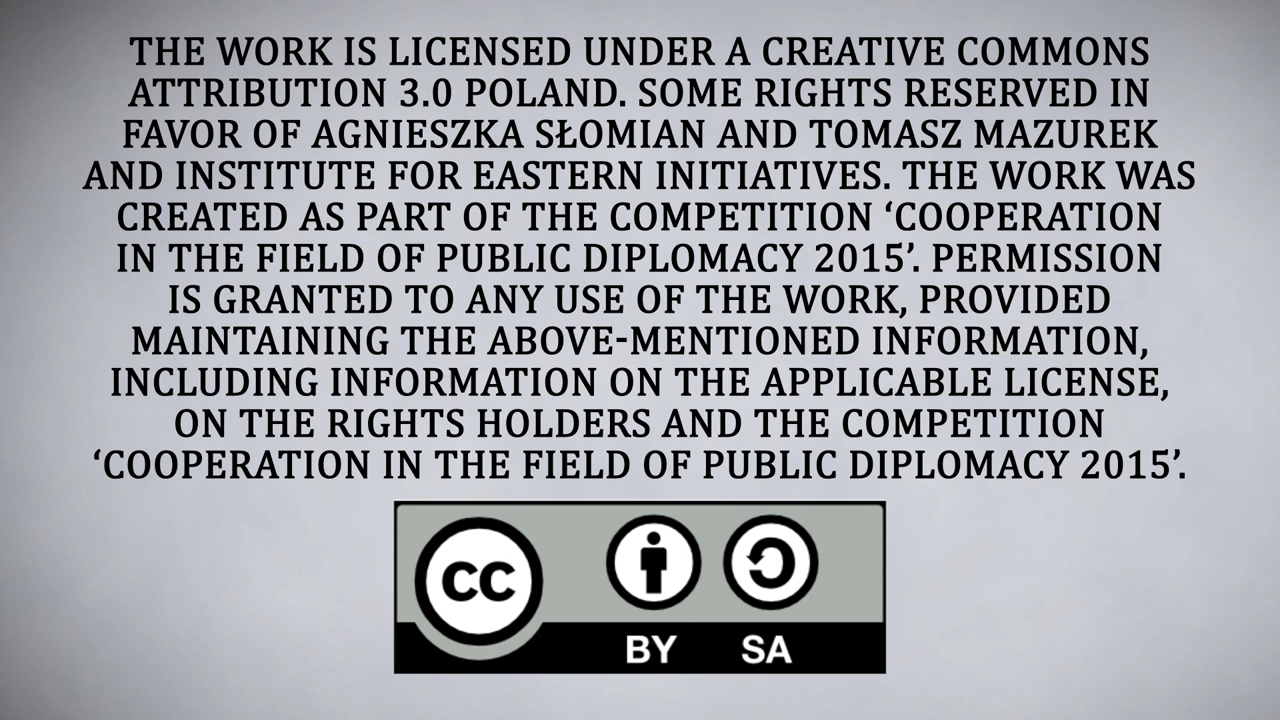 THE WORK IS LICENSED UNDER A CREATIVE COMMONS
ATTRIBUTION 3.0 POLAND. SOME RIGHTS RESERVED IN
FAVOR OF AGNIESZKA SŁOMIAN AND TOMASZ MAZUREK
AND INSTITUTE FOR EASTERN INITIATIVES. THE WORK WAS
CREATED AS PART OF THE COMPETITION ‘COOPERATION
IN THE FIELD OF PUBLIC DIPLOMACY 2015’. PERMISSION
IS GRANTED TO ANY USE OF THE WORK, PROVIDED
MAINTAINING THE ABOVE-MENTIONED INFORMATION,
INCLUDING INFORMATION ON THE APPLICABLE LICENSE,
ON THE RIGHTS HOLDERS AND THE COMPETITION
‘COOPERATION IN THE FIELD OF PUBLIC DIPLOMACY 2015’.
CC
BY SA